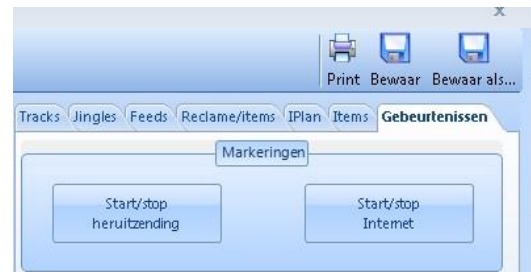 x
Print Bewaar Bewaar als...
Tracks Jingles Feeds Reclame/items IPlan Items Gebeurtenissen
Markeringen
Start/stop heruitzending
Start/stop Internet